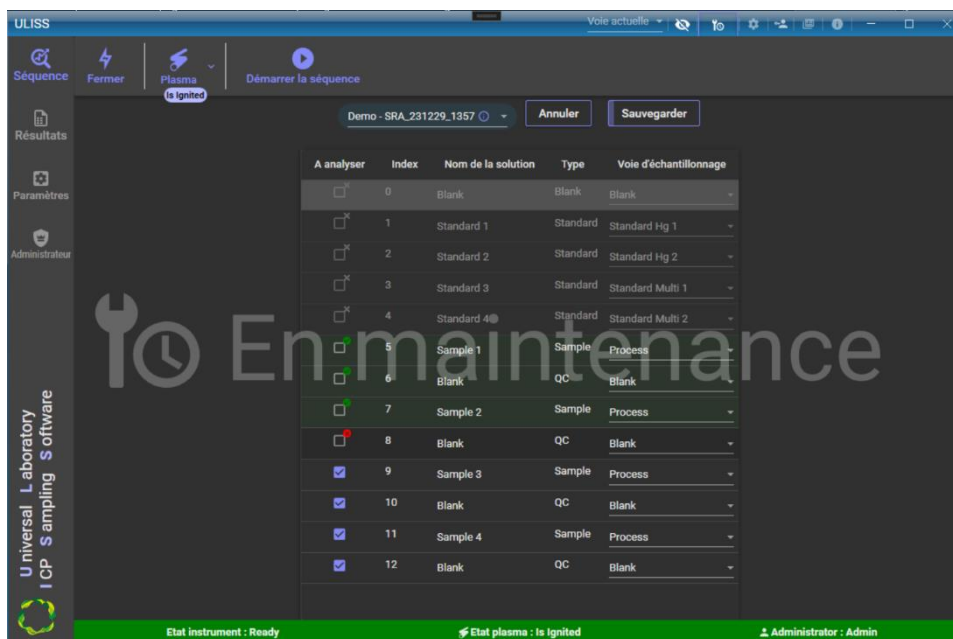 ULISS
Voie actuelle
Séquence
Fermer
Plasma
Is Ignited
Démarrer la séquence
Résultats
Paramètres
Administrateur
Universal Laboratory
ICP Sampling Software
Demo - SRA_231229_1357
Annuler
Sauvegarder
A analyser Index Nom de la solution Type Voie d'échantillonnage
0 Blank Blank Blank
1 Standard 1 Standard Standard Hg 1
2 Standard 2 Standard Standard Hg 2
3 Standard 3 Standard Standard Multi 1
4 Standard 4 Standard Standard Multi 2
5 Sample 1 Sample Process
6 Blank QC Blank
7 Sample 2 Sample Process
8 Blank QC Blank
9 Sample 3 Sample Process
10 Blank QC Blank
11 Sample 4 Sample Process
12 Blank QC Blank
En maintenance
Etat instrument : Ready
Etat plasma : Is Ignited
Administrator : Admin